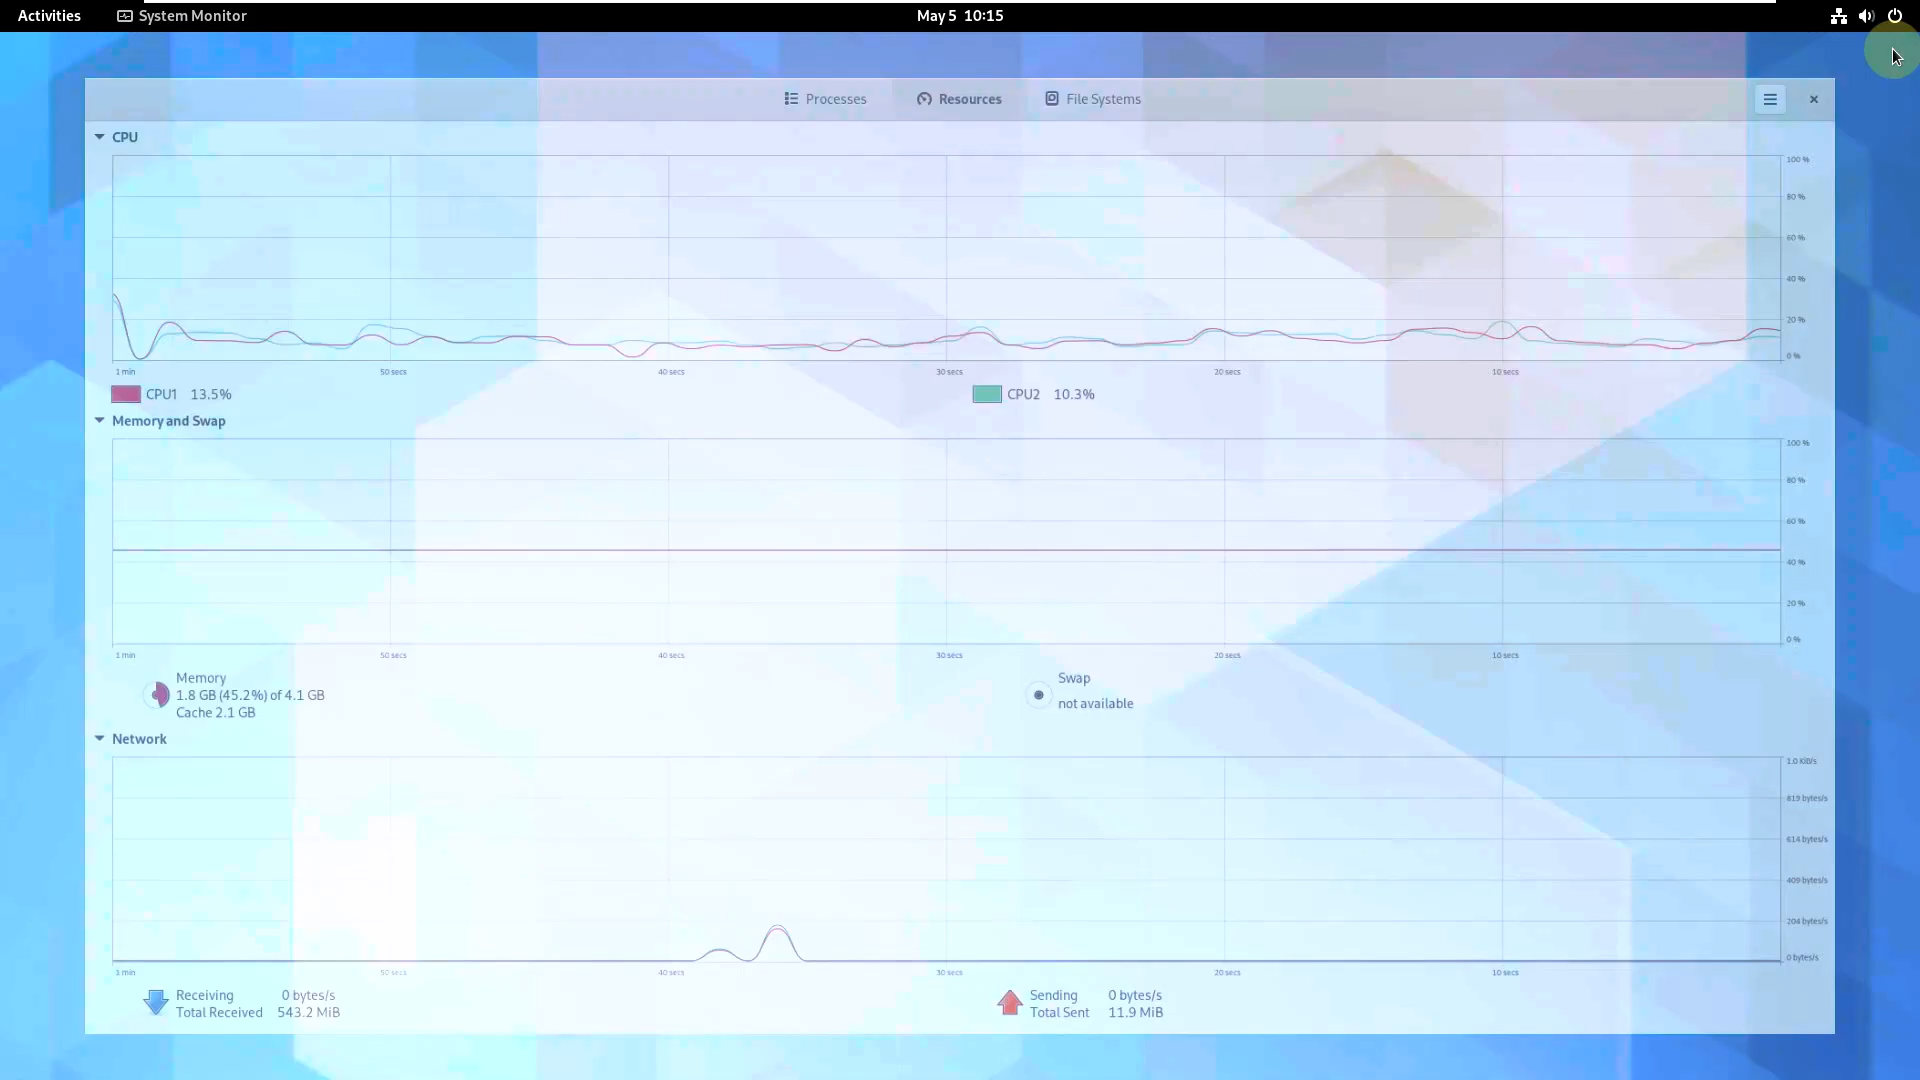 Activities System Monitor May 5 10:15
Processes Resources File Systems
CPU
100 %
80 %
60 %
40 %
20 %
0 %
1 min 50 secs 40 secs 30 secs 20 secs 10 secs
CPU1 13.5% CPU2 10.3%
Memory and Swap
100 %
80 %
60 %
40 %
20 %
0 %
1 min 50 secs 40 secs 30 secs 20 secs 10 secs
Memory
1.8 GB (45.2%) of 4.1 GB
Cache 2.1 GB
Swap
not available
Network
1.0 KiB/s
819 bytes/s
614 bytes/s
409 bytes/s
204 bytes/s
0 bytes/s
1 min 50 secs 40 secs 30 secs 20 secs 10 secs
Receiving 0 bytes/s
Total Received 543.2 MiB
Sending 0 bytes/s
Total Sent 11.9 MiB